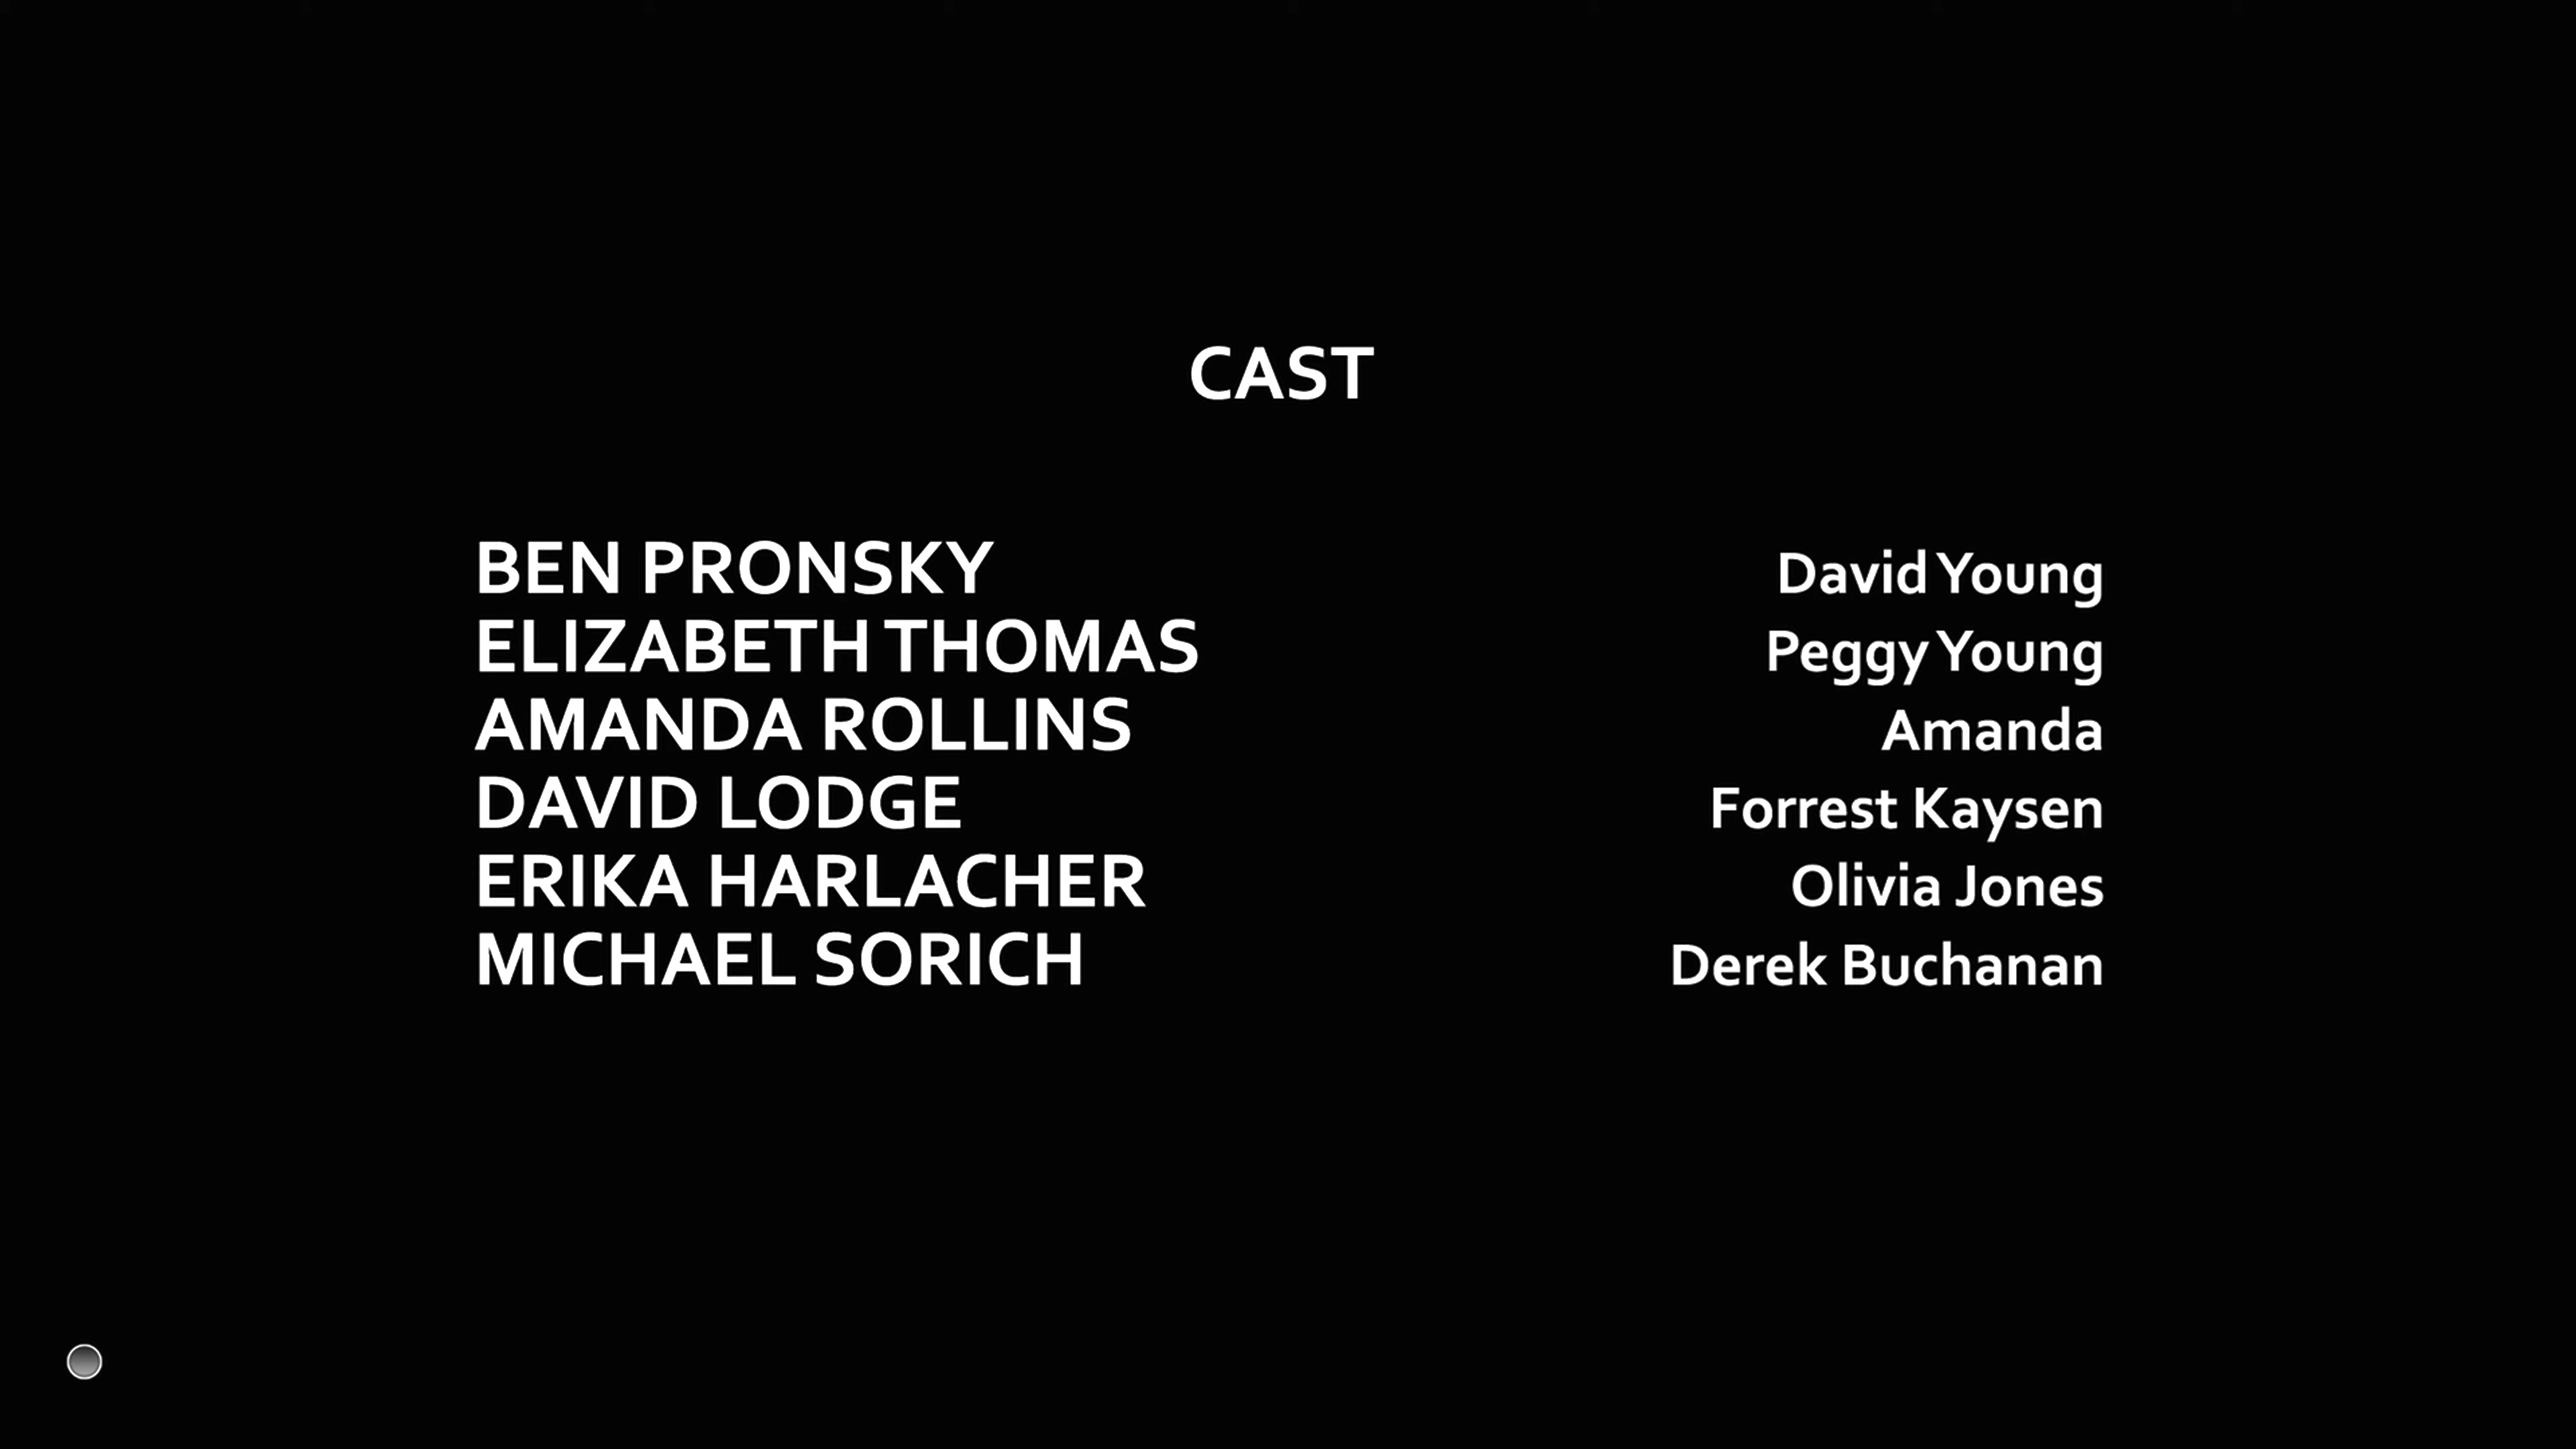 CAST
BEN PRONSKY David Young
ELIZABETH THOMAS Peggy Young
AMANDA ROLLINS Amanda
DAVID LODGE Forrest Kaysen
ERIKA HARLACHER Olivia Jones
MICHAEL SORICH Derek Buchanan